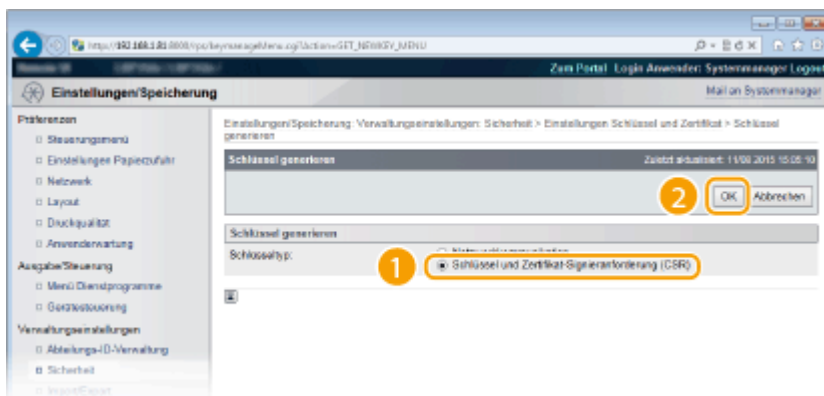 http://192.168.1.81:8000/rps/keymanageMenu.cgi?Action=GET_NEWKEY_MENU
Zum Portal Login Anwender: Systemmanager Logout
Einstellungen/Speicherung
Mail an Systemmanager
Präferenzen
Steuerungsmenü
Einstellungen Papierzufuhr
Netzwerk
Layout
Druckqualität
Anwenderwartung
Ausgabe/Steuerung
Menü Dienstprogramme
Gerätesteuerung
Verwaltungseinstellungen
Abteilungs-ID-Verwaltung
Sicherheit
Import/Export
Einstellungen/Speicherung: Verwaltungseinstellungen: Sicherheit > Einstellungen Schlüssel und Zertifikat > Schlüssel
generieren
Schlüssel generieren
Zuletzt aktualisiert: 11/08 2015 15:05:10
2
OK Abbrechen
Schlüssel generieren
Schlüsseltyp:
1
Schlüssel und Zertifikat-Signieranforderung (CSR)